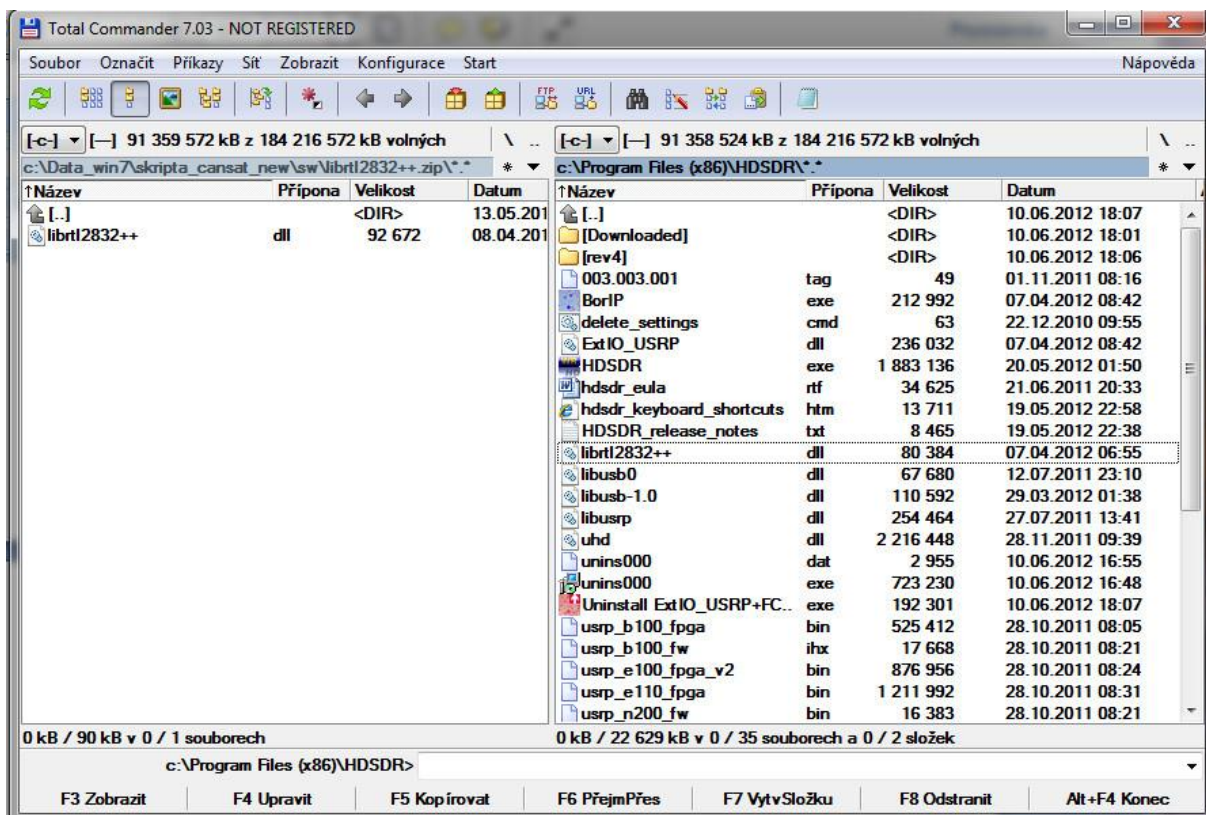 Total Commander 7.03 - NOT REGISTERED
Soubor Označit Příkazy Síť Zobrazit Konfigurace Start Nápověda
FTP URL
[-c-] [—] 91 359 572 kB z 184 216 572 kB volných \ ..
[-c-] [—] 91 358 524 kB z 184 216 572 kB volných \ ..
c:\Data_win7\skripta_cansat_new\sw\librtl2832++.zip\*.* *
c:\Program Files (x86)\HDSDR\*.* *
↑Název Přípona Velikost Datum
[..] <DIR> 13.05.201
librtl2832++ dll 92 672 08.04.201
↑Název Přípona Velikost Datum
[..] <DIR> 10.06.2012 18:07
[Downloaded] <DIR> 10.06.2012 18:01
[rev4] <DIR> 10.06.2012 18:06
003.003.001 tag 49 01.11.2011 08:16
BorIP exe 212 992 07.04.2012 08:42
delete_settings cmd 63 22.12.2010 09:55
ExtIO_USRP dll 236 032 07.04.2012 08:42
HDSDR exe 1 883 136 20.05.2012 01:50
hdsdr_eula rtf 34 625 21.06.2011 20:33
hdsdr_keyboard_shortcuts htm 13 711 19.05.2012 22:58
HDSDR_release_notes txt 8 465 19.05.2012 22:38
librtl2832++ dll 80 384 07.04.2012 06:55
libusb0 dll 67 680 12.07.2011 23:10
libusb-1.0 dll 110 592 29.03.2012 01:38
libusrp dll 254 464 27.07.2011 13:41
uhd dll 2 216 448 28.11.2011 09:39
unins000 dat 2 955 10.06.2012 16:55
unins000 exe 723 230 10.06.2012 16:48
Uninstall ExtIO_USRP+FC.. exe 192 301 10.06.2012 18:07
usrp_b100_fpga bin 525 412 28.10.2011 08:05
usrp_b100_fw ihx 17 668 28.10.2011 08:21
usrp_e100_fpga_v2 bin 876 956 28.10.2011 08:24
usrp_e110_fpga bin 1 211 992 28.10.2011 08:31
usrp_n200_fw bin 16 383 28.10.2011 08:21
0 kB / 90 kB v 0 / 1 souborech
0 kB / 22 629 kB v 0 / 35 souborech a 0 / 2 složek
c:\Program Files (x86)\HDSDR>
F3 Zobrazit F4 Upravit F5 Kopírovat F6 PřejmPřes F7 VytvSložku F8 Odstranit Alt+F4 Konec